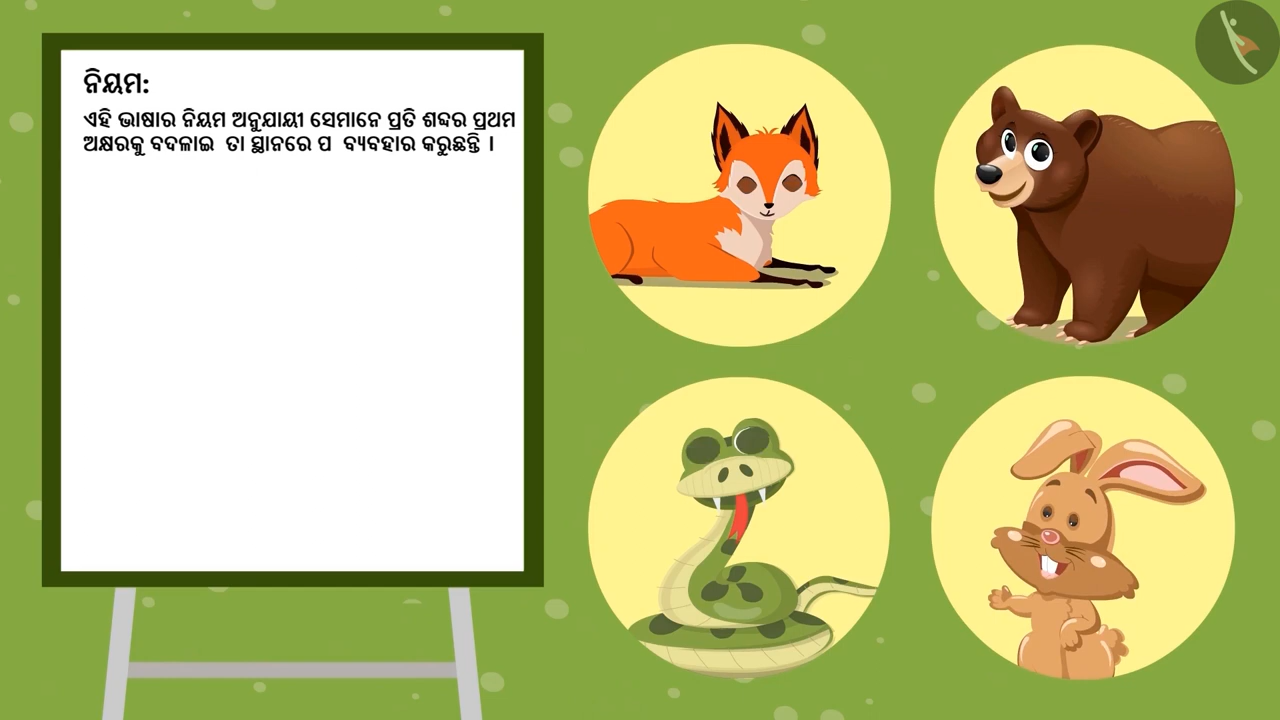 ନିୟମ:
ଏହି ଭାଷାର ନିୟମ ଅନୁଯାୟୀ ସେମାନେ ପ୍ରତି ଶବ୍ଦର ପ୍ରଥମ
ଅକ୍ଷରକୁ ବଦଳାଇ ତା ସ୍ଥାନରେ ପ ବ୍ୟବହାର କରୁଛନ୍ତି ।